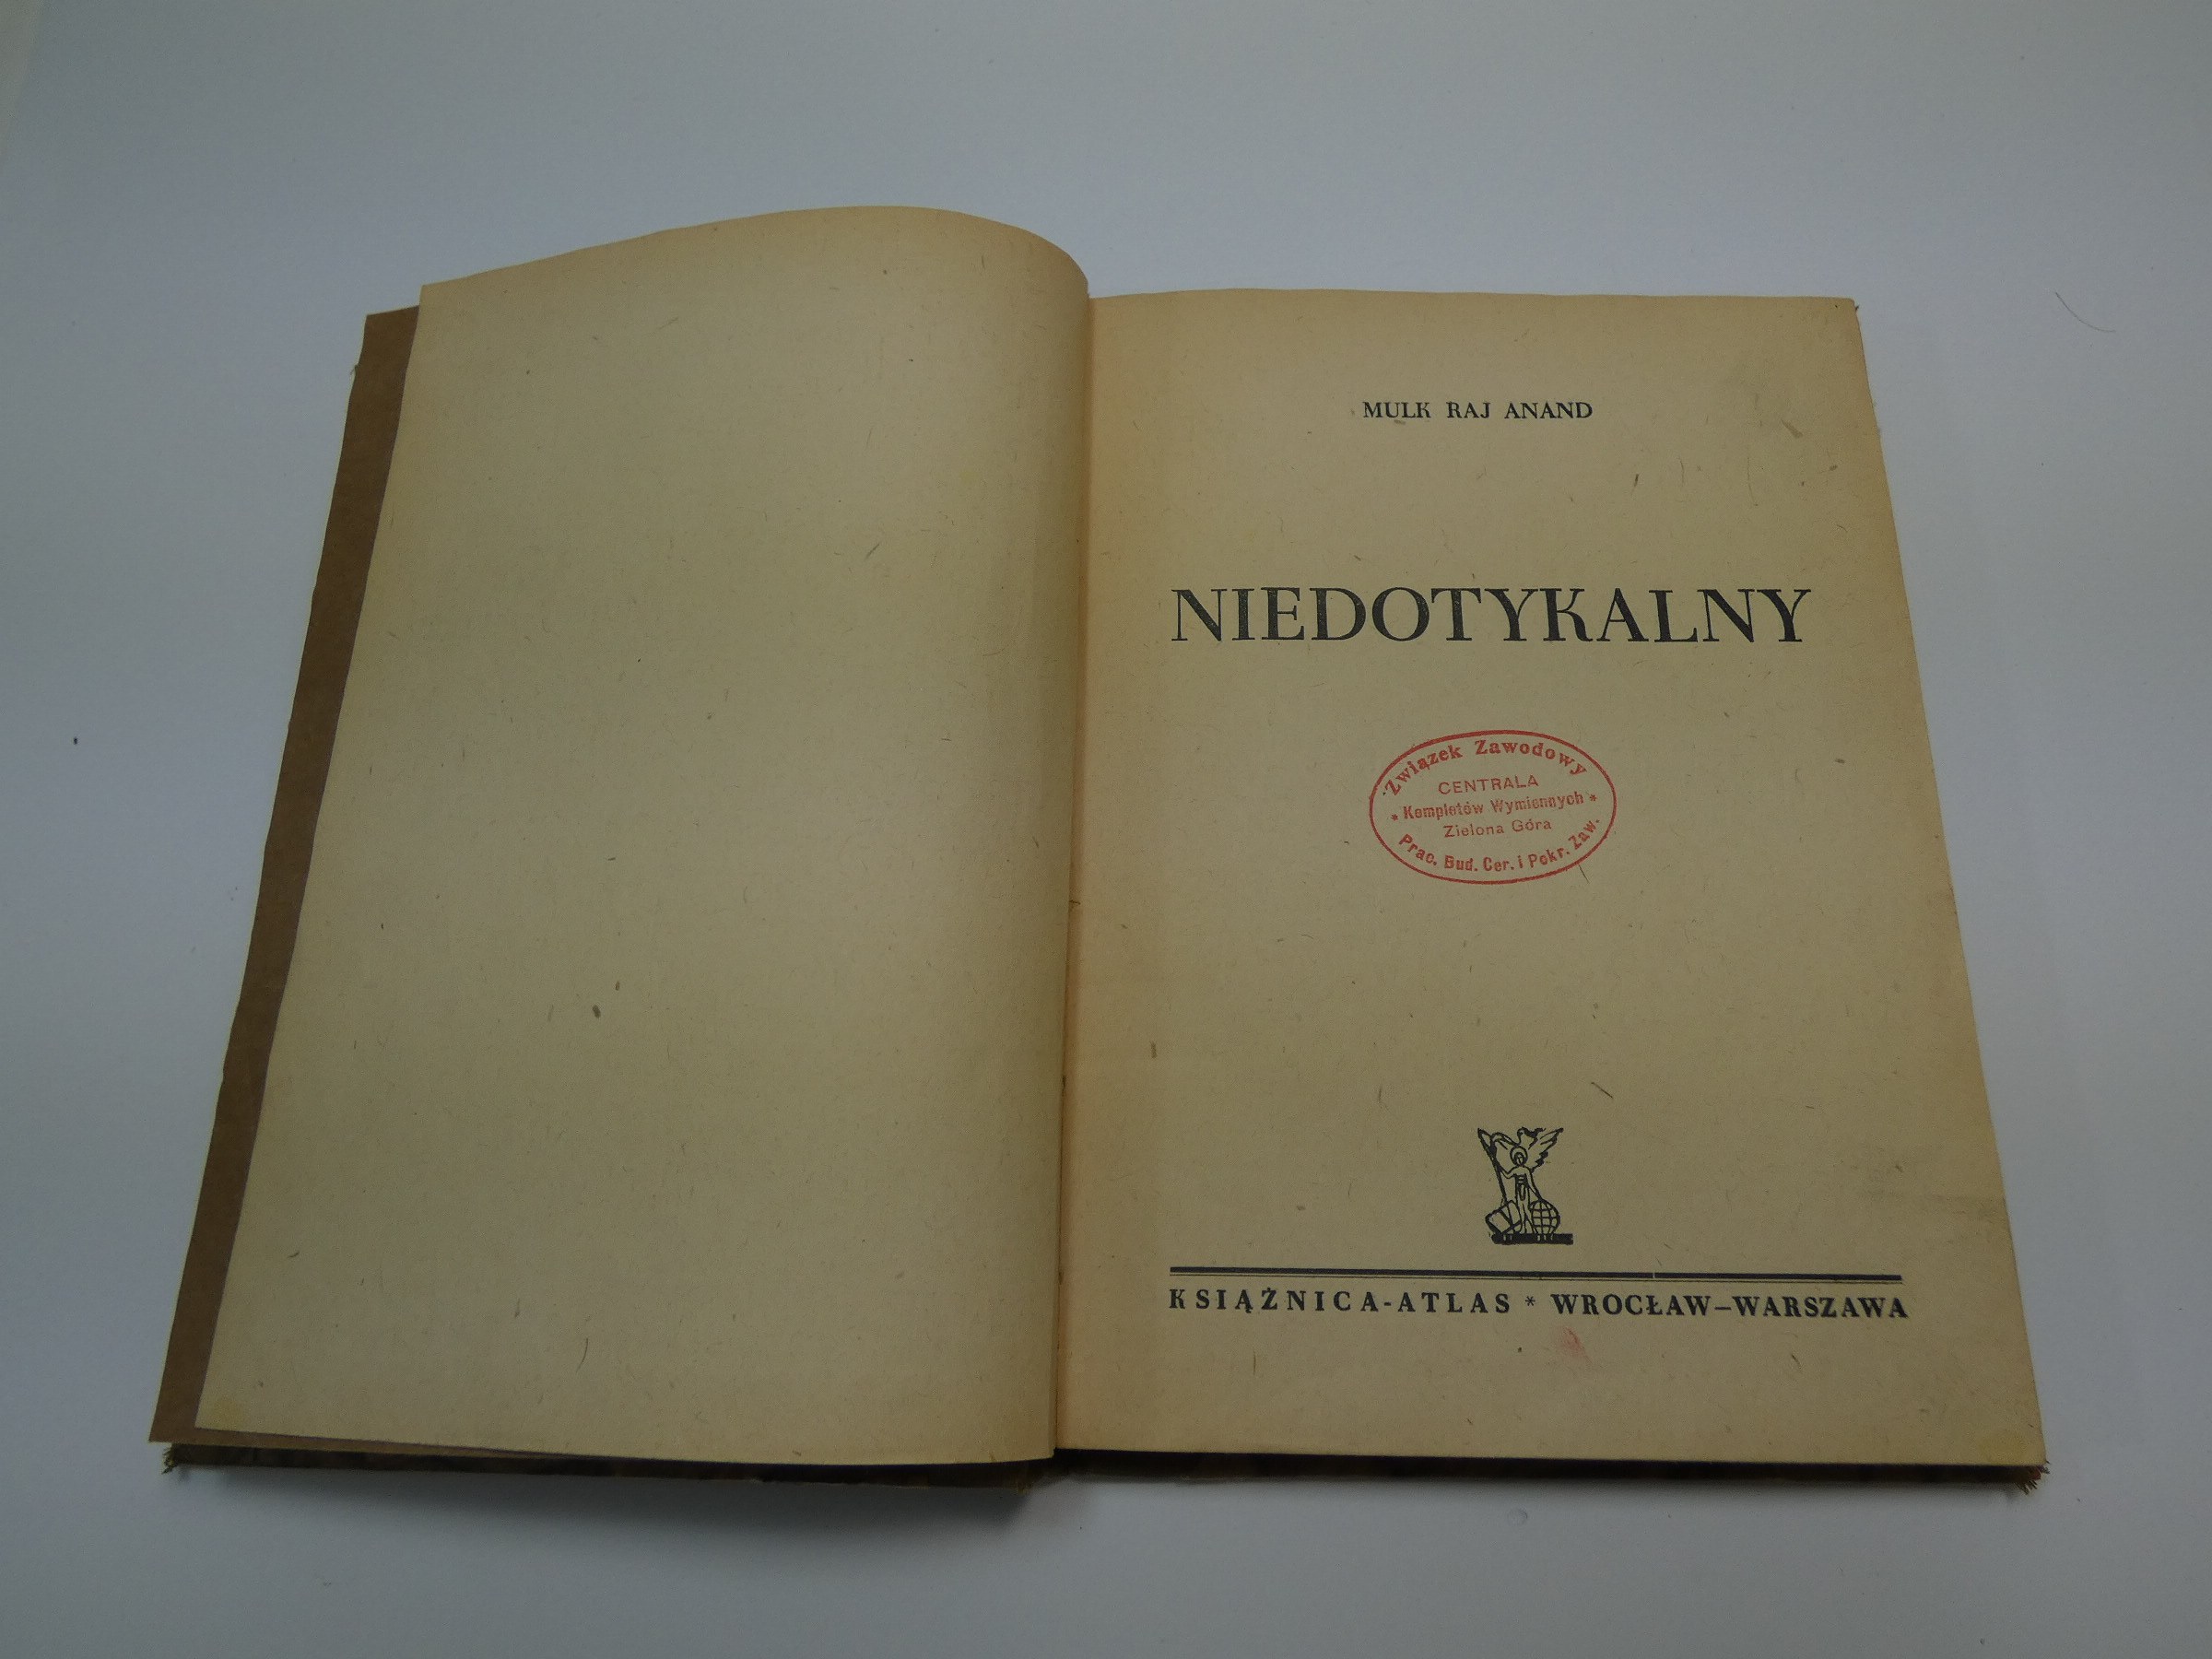 MULK RAJ ANAND
NIEDOTYKALNY
Związek Zawodowy
CENTRALA
* Kompletów Wymiennych *
Zielona Góra
Prac. Bud. Cer. i Pokr. Zaw.
KSIĄŻNICA-ATLAS * WROCŁAW–WARSZAWA